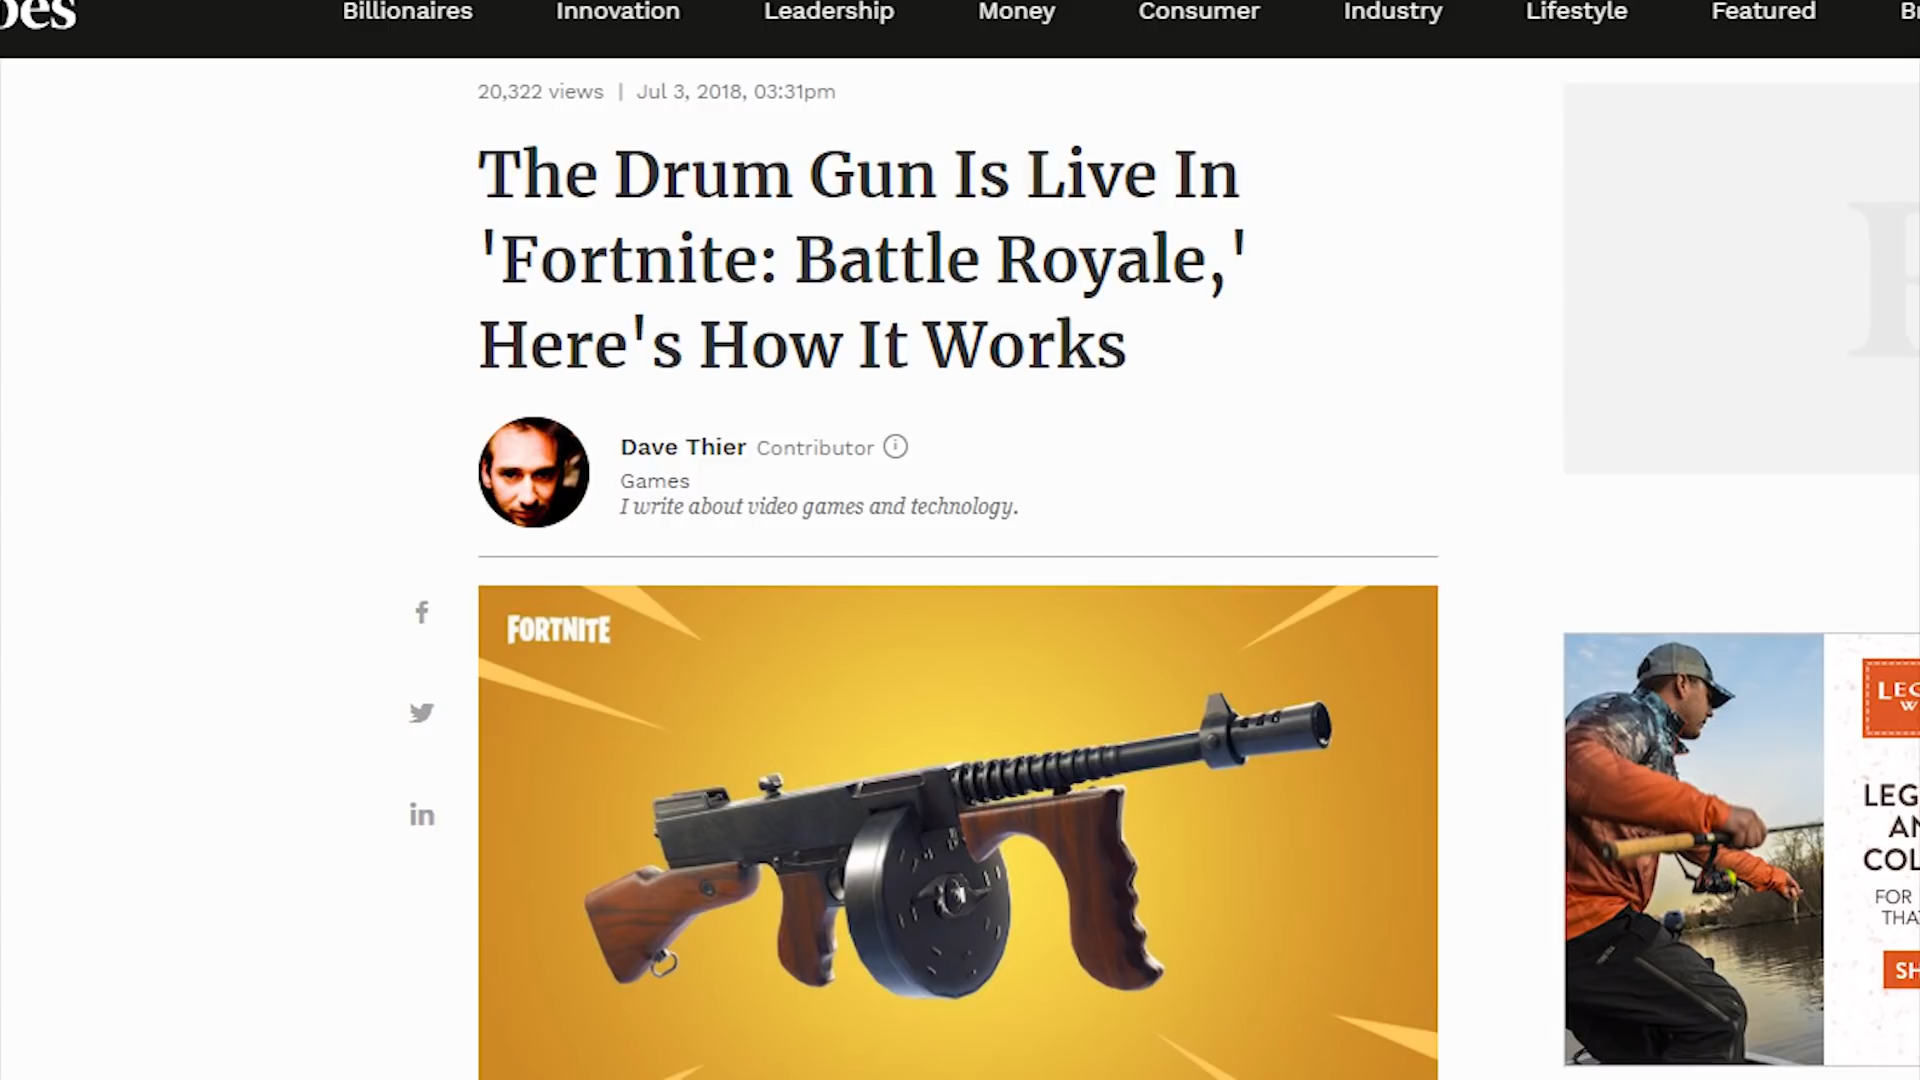 Billionaires Innovation Leadership Money Consumer Industry Lifestyle Featured
20,322 views | Jul 3, 2018, 03:31pm
The Drum Gun Is Live In
'Fortnite: Battle Royale,'
Here's How It Works
Dave Thier Contributor
Games
I write about video games and technology.
FORTNITE
f
in
FOR